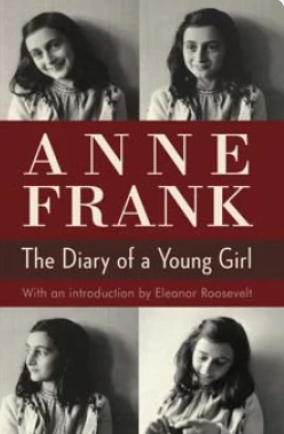 ANNE
FRANK
The Diary of a Young Girl
With an introduction by Eleanor Roosevelt